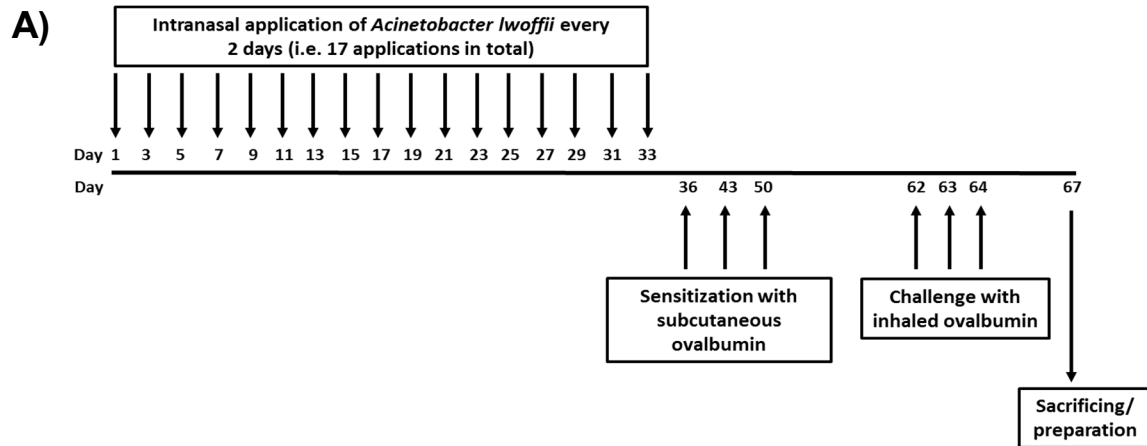 A)
Intranasal application of Acinetobacter lwoffii every
2 days (i.e. 17 applications in total)
Day 1 3 5 7 9 11 13 15 17 19 21 23 25 27 29 31 33
Day 36 43 50 62 63 64 67
Sensitization with
subcutaneous
ovalbumin
Challenge with
inhaled ovalbumin
Sacrificing/
preparation